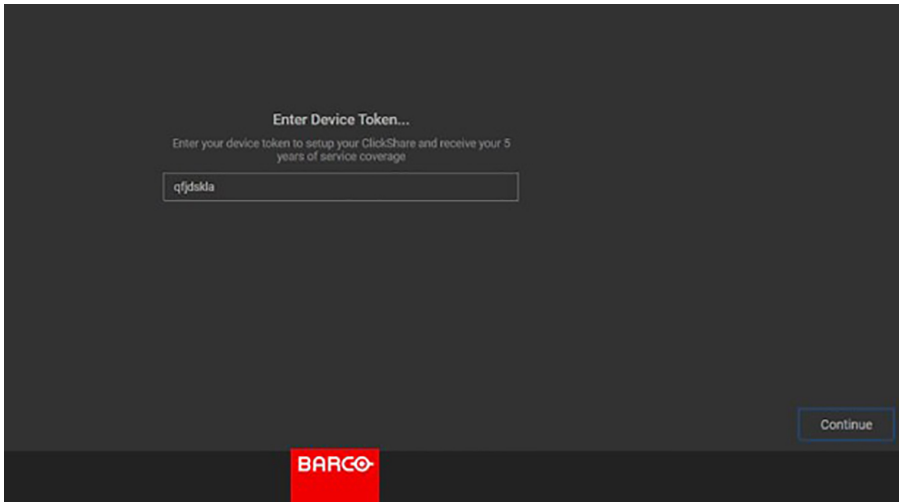 Enter Device Token...
Enter your device token to setup your ClickShare and receive your 5
years of service coverage
qfjdskla
Continue
BARCO